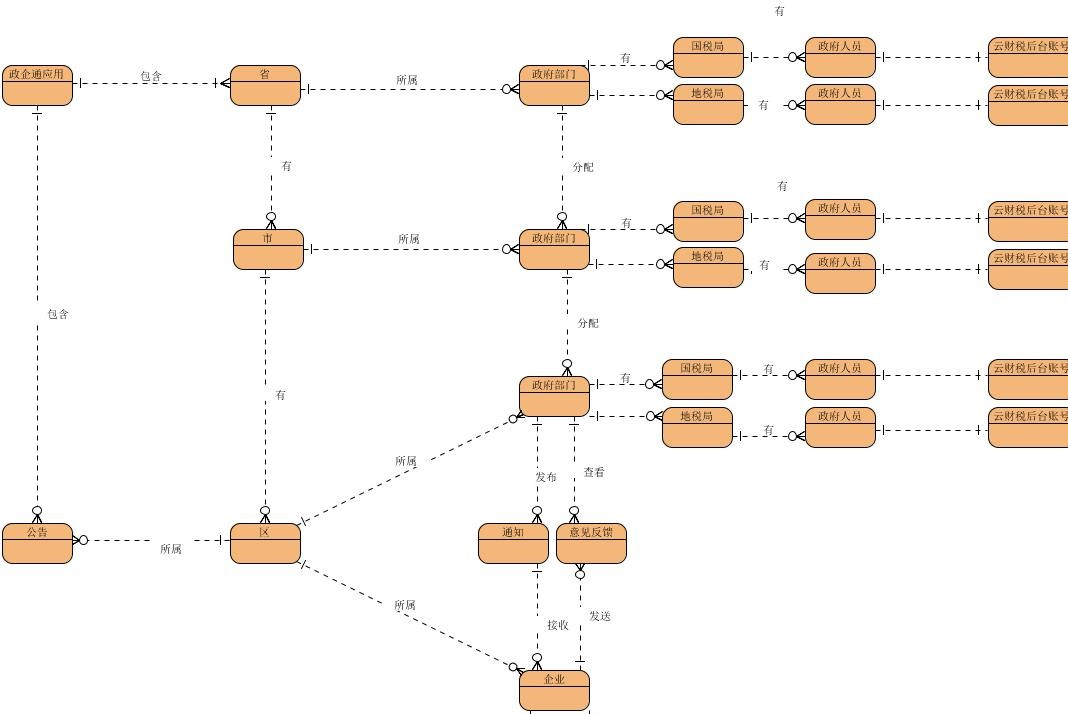 有
政企通应用
包含
省
所属
政府部门
有
国税局
政府人员
云财税后台账号
地税局
有
政府人员
云财税后台账号
有
分配
有
市
所属
政府部门
有
国税局
政府人员
云财税后台账号
地税局
有
政府人员
云财税后台账号
包含
分配
有
政府部门
有
国税局
有
政府人员
云财税后台账号
地税局
有
政府人员
云财税后台账号
所属
发布
查看
公告
所属
区
通知
意见反馈
所属
接收
发送
企业